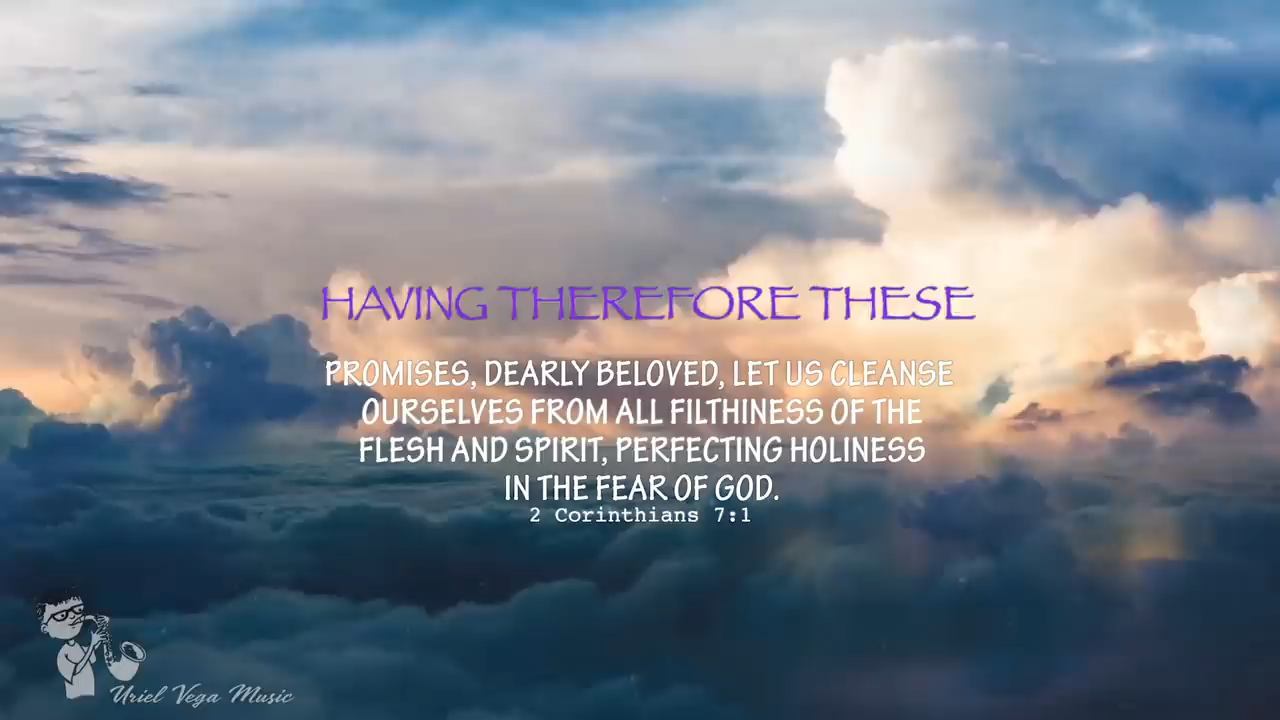 HAVING THEREFORE THESE
PROMISES, DEARLY BELOVED, LET US CLEANSE
OURSELVES FROM ALL FILTHINESS OF THE
FLESH AND SPIRIT, PERFECTING HOLINESS
IN THE FEAR OF GOD.
2 Corinthians 7:1
Uriel Vega Music